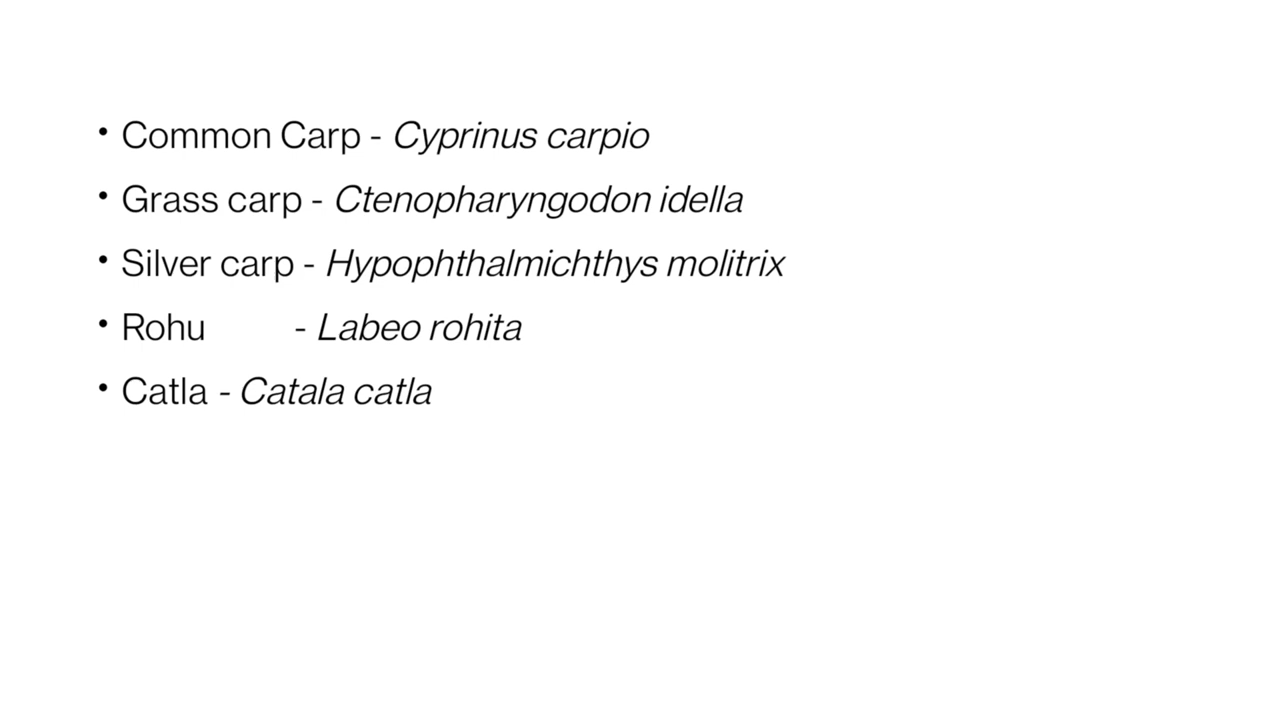 • Common Carp - Cyprinus carpio
• Grass carp - Ctenopharyngodon idella
• Silver carp - Hypophthalmichthys molitrix
• Rohu - Labeo rohita
• Catla - Catala catla